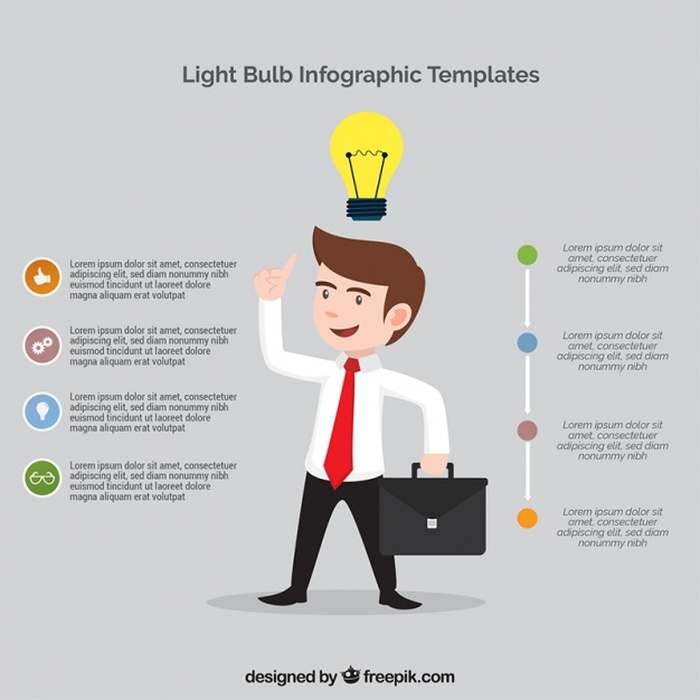 Light Bulb Infographic Templates
Lorem ipsum dolor sit amet, consectetuer
adipiscing elit, sed diam nonummy nibh
euismod tincidunt ut laoreet dolore
magna aliquam erat volutpat
Lorem ipsum dolor sit amet, consectetuer
adipiscing elit, sed diam nonummy nibh
euismod tincidunt ut laoreet dolore
magna aliquam erat volutpat
Lorem ipsum dolor sit amet, consectetuer
adipiscing elit, sed diam nonummy nibh
euismod tincidunt ut laoreet dolore
magna aliquam erat volutpat
Lorem ipsum dolor sit amet, consectetuer
adipiscing elit, sed diam nonummy nibh
euismod tincidunt ut laoreet dolore
magna aliquam erat volutpat
Lorem ipsum dolor sit
amet, consectetuer
adipiscing elit, sed diam
nonummy nibh
Lorem ipsum dolor sit
amet, consectetuer
adipiscing elit, sed diam
nonummy nibh
Lorem ipsum dolor sit
amet, consectetuer
adipiscing elit, sed diam
nonummy nibh
Lorem ipsum dolor sit
amet, consectetuer
adipiscing elit, sed diam
nonummy nibh
designed by freepik.com